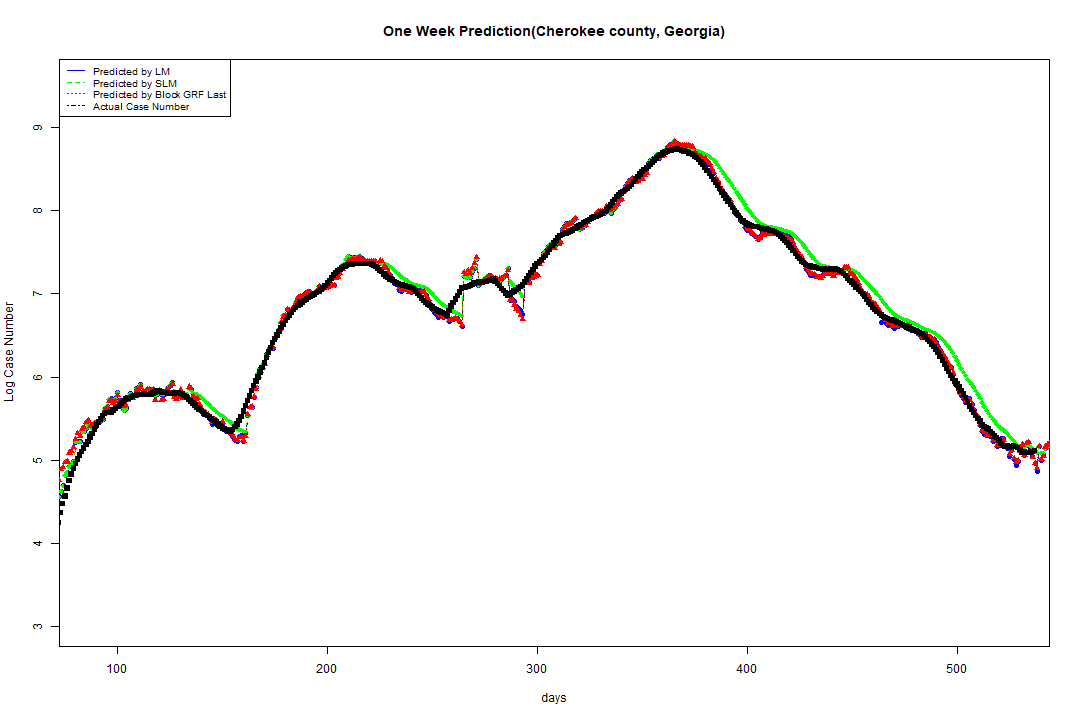 One Week Prediction(Cherokee county, Georgia)
Predicted by LM
Predicted by SLM
Predicted by Block GRF Last
Actual Case Number
9
8
7
6
5
4
3
Log Case Number
100 200 300 400 500
days